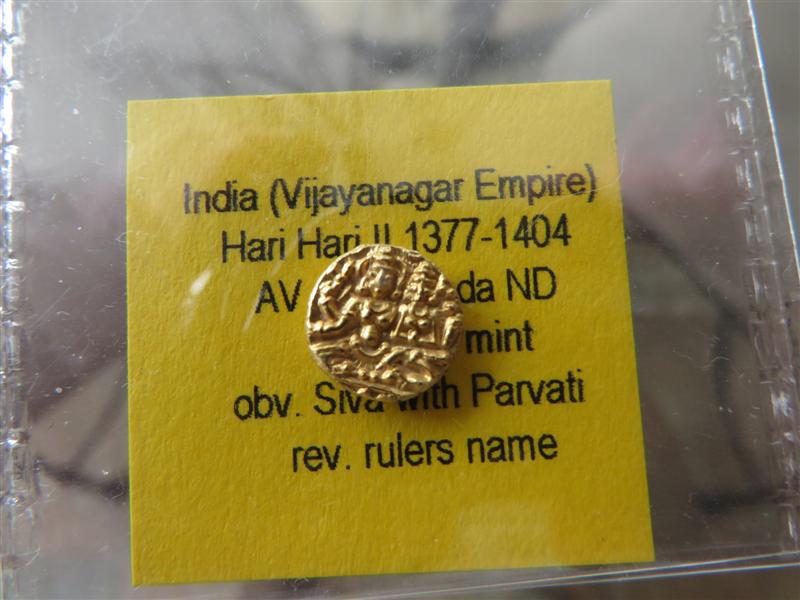 India (Vijayanagar Empire)
Hari Hari II 1377-1404
AV da ND
mint
obv. Siva with Parvati
rev. rulers name